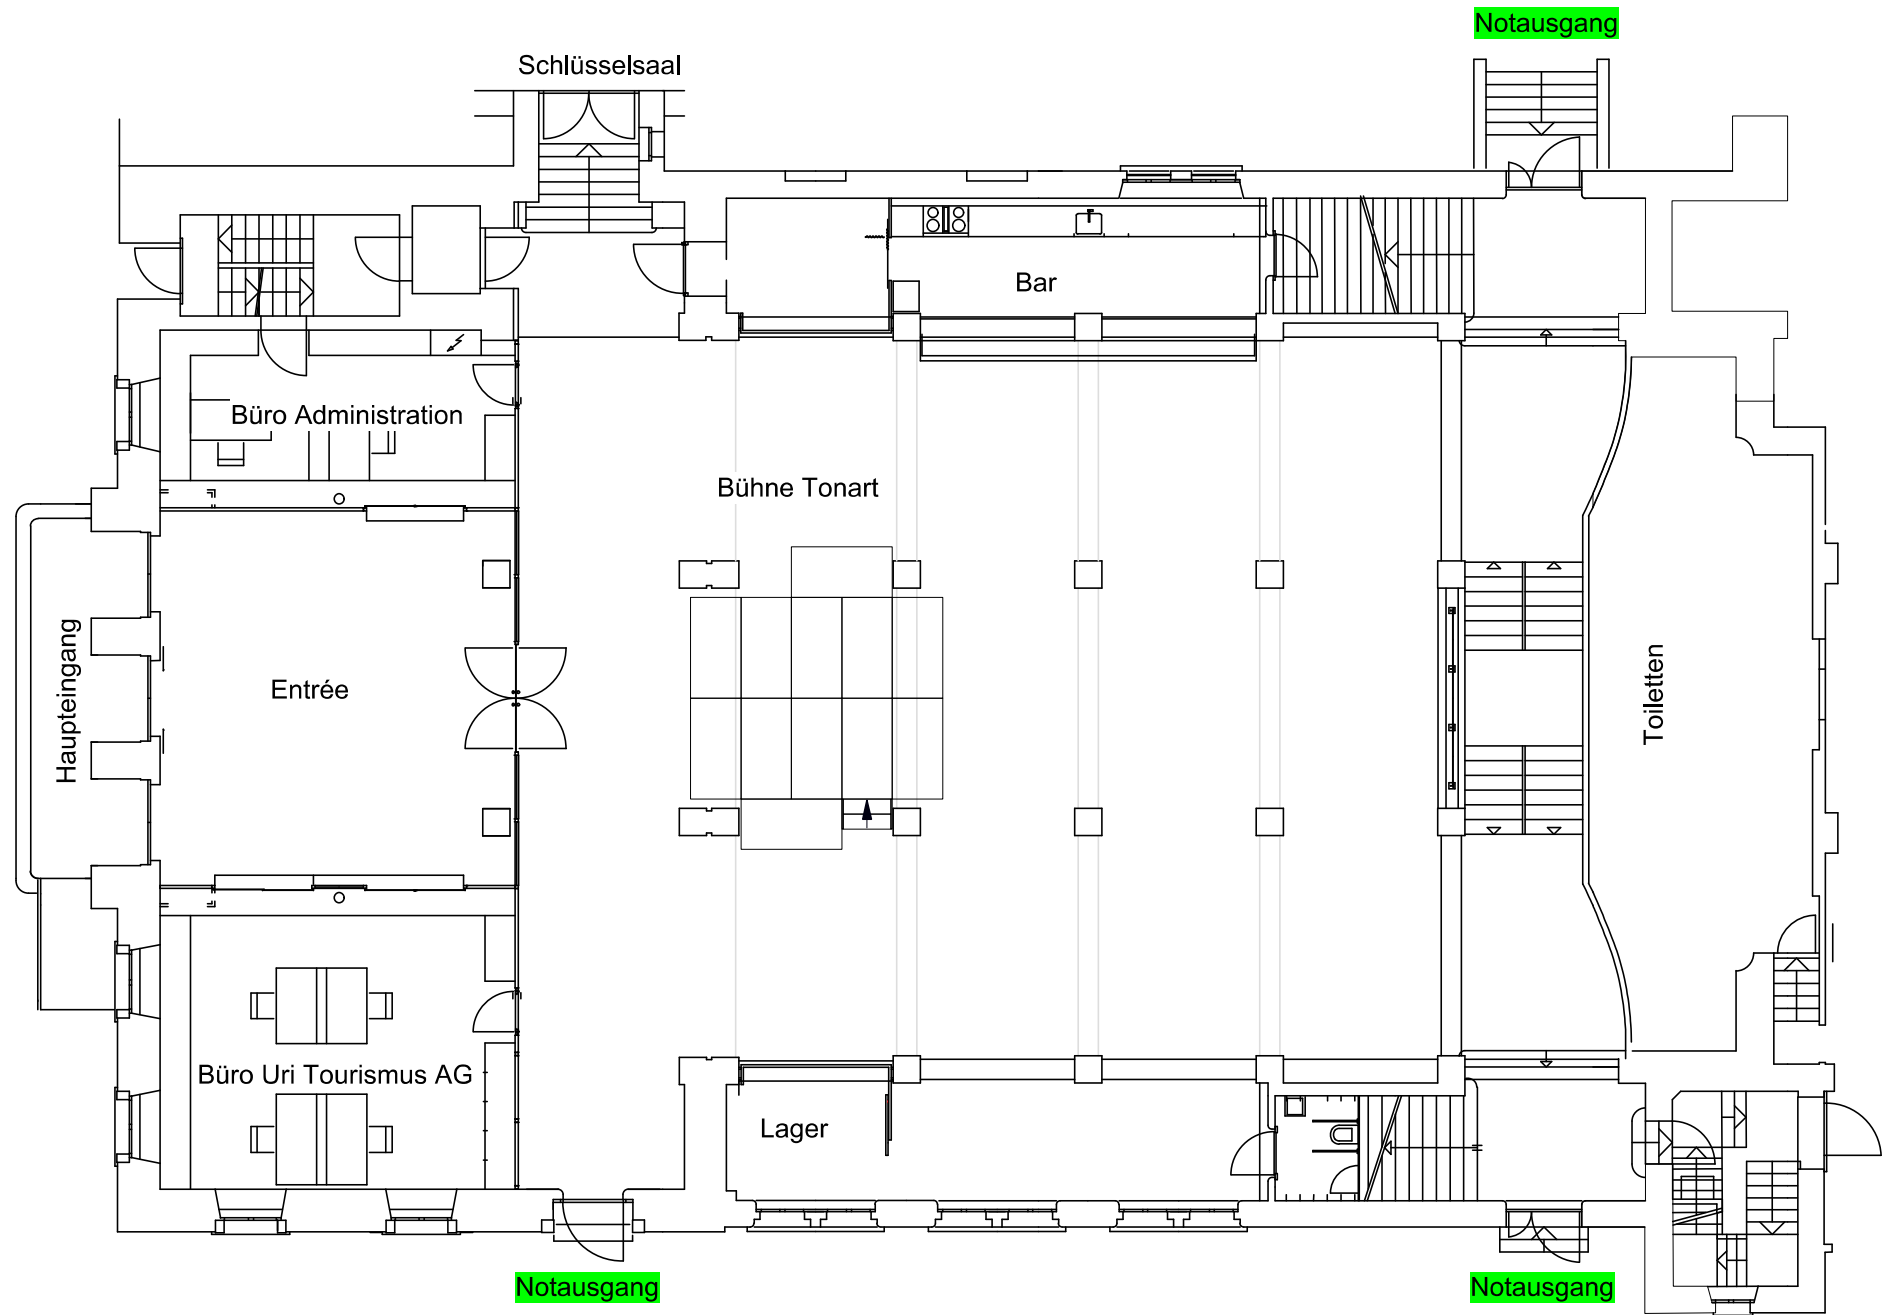 Notausgang
Schlüsselsaal
Bar
Büro Administration
Bühne Tonart
Haupteingang
Entrée
Toiletten
Büro Uri Tourismus AG
Lager
Notausgang
Notausgang